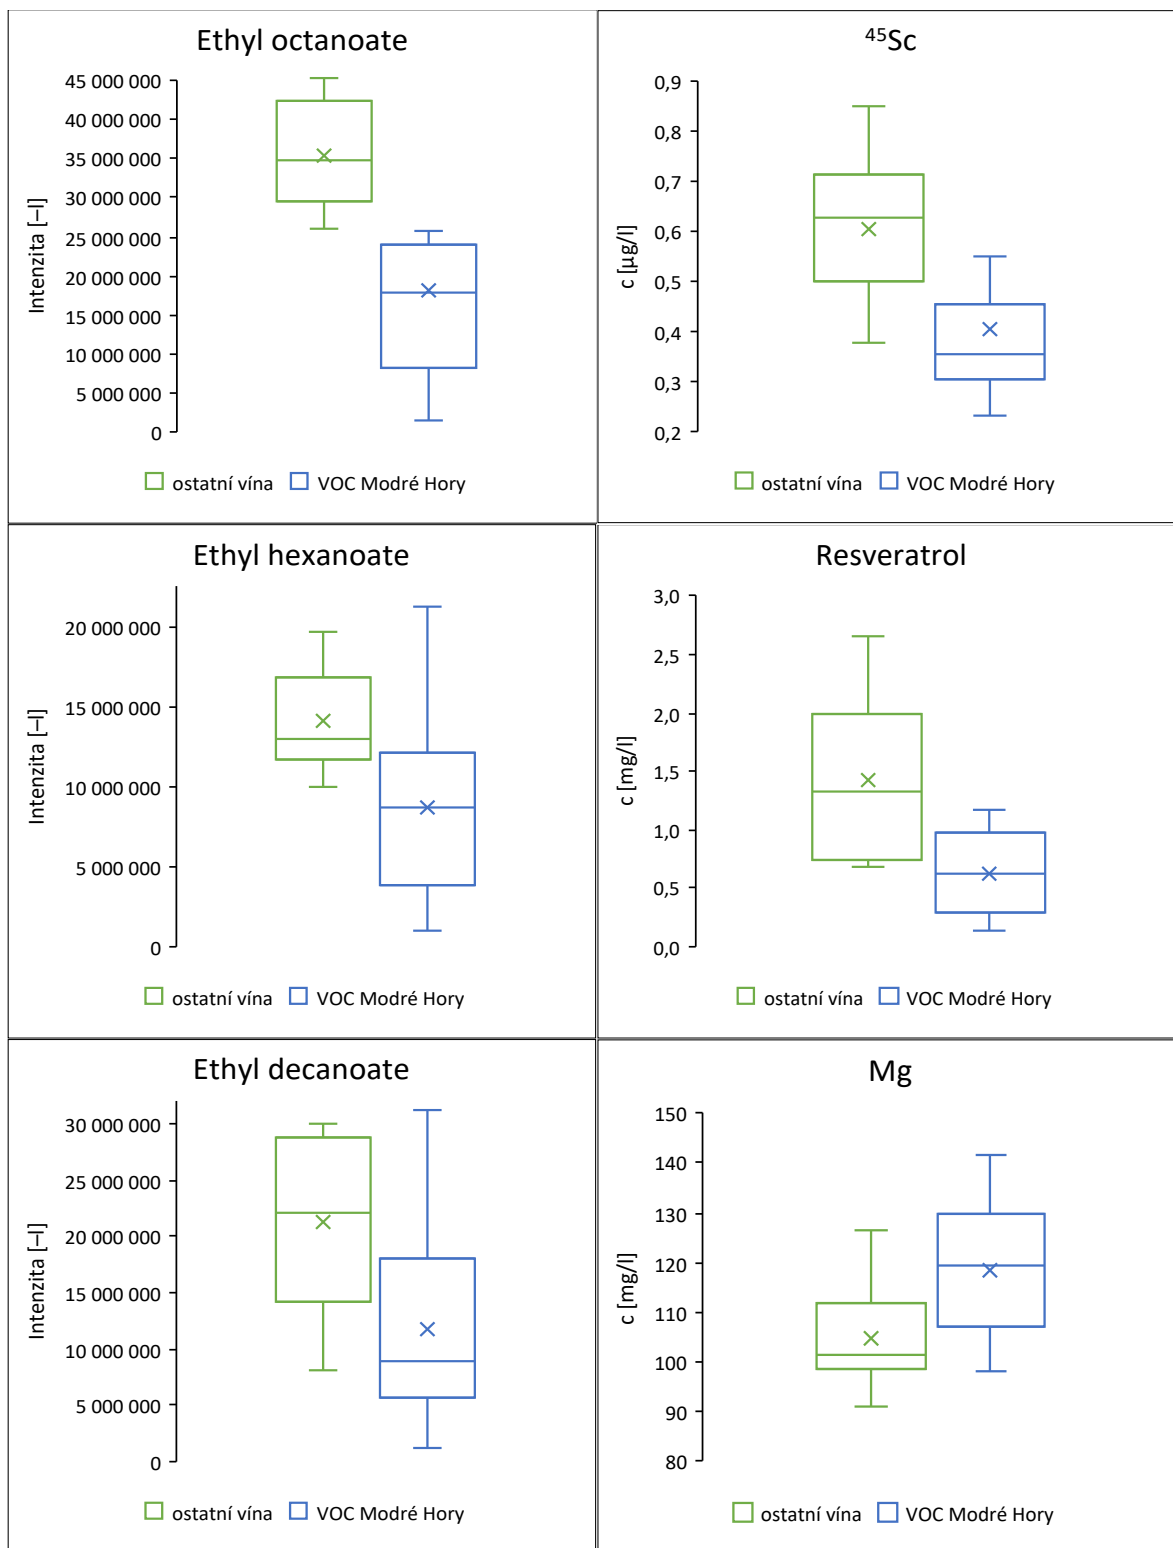 Ethyl octanoate
45 000 000
40 000 000
35 000 000
30 000 000
25 000 000
20 000 000
15 000 000
10 000 000
5 000 000
0
Intenzita [–l]
ostatní vína VOC Modré Hory
⁴⁵Sc
0,9
0,8
0,7
0,6
0,5
0,4
0,3
0,2
c [µg/l]
ostatní vína VOC Modré Hory
Ethyl hexanoate
20 000 000
15 000 000
10 000 000
5 000 000
0
Intenzita [–l]
ostatní vína VOC Modré Hory
Resveratrol
3,0
2,5
2,0
1,5
1,0
0,5
0,0
c [mg/l]
ostatní vína VOC Modré Hory
Ethyl decanoate
30 000 000
25 000 000
20 000 000
15 000 000
10 000 000
5 000 000
0
Intenzita [–l]
ostatní vína VOC Modré Hory
Mg
150
140
130
120
110
100
90
80
c [mg/l]
ostatní vína VOC Modré Hory